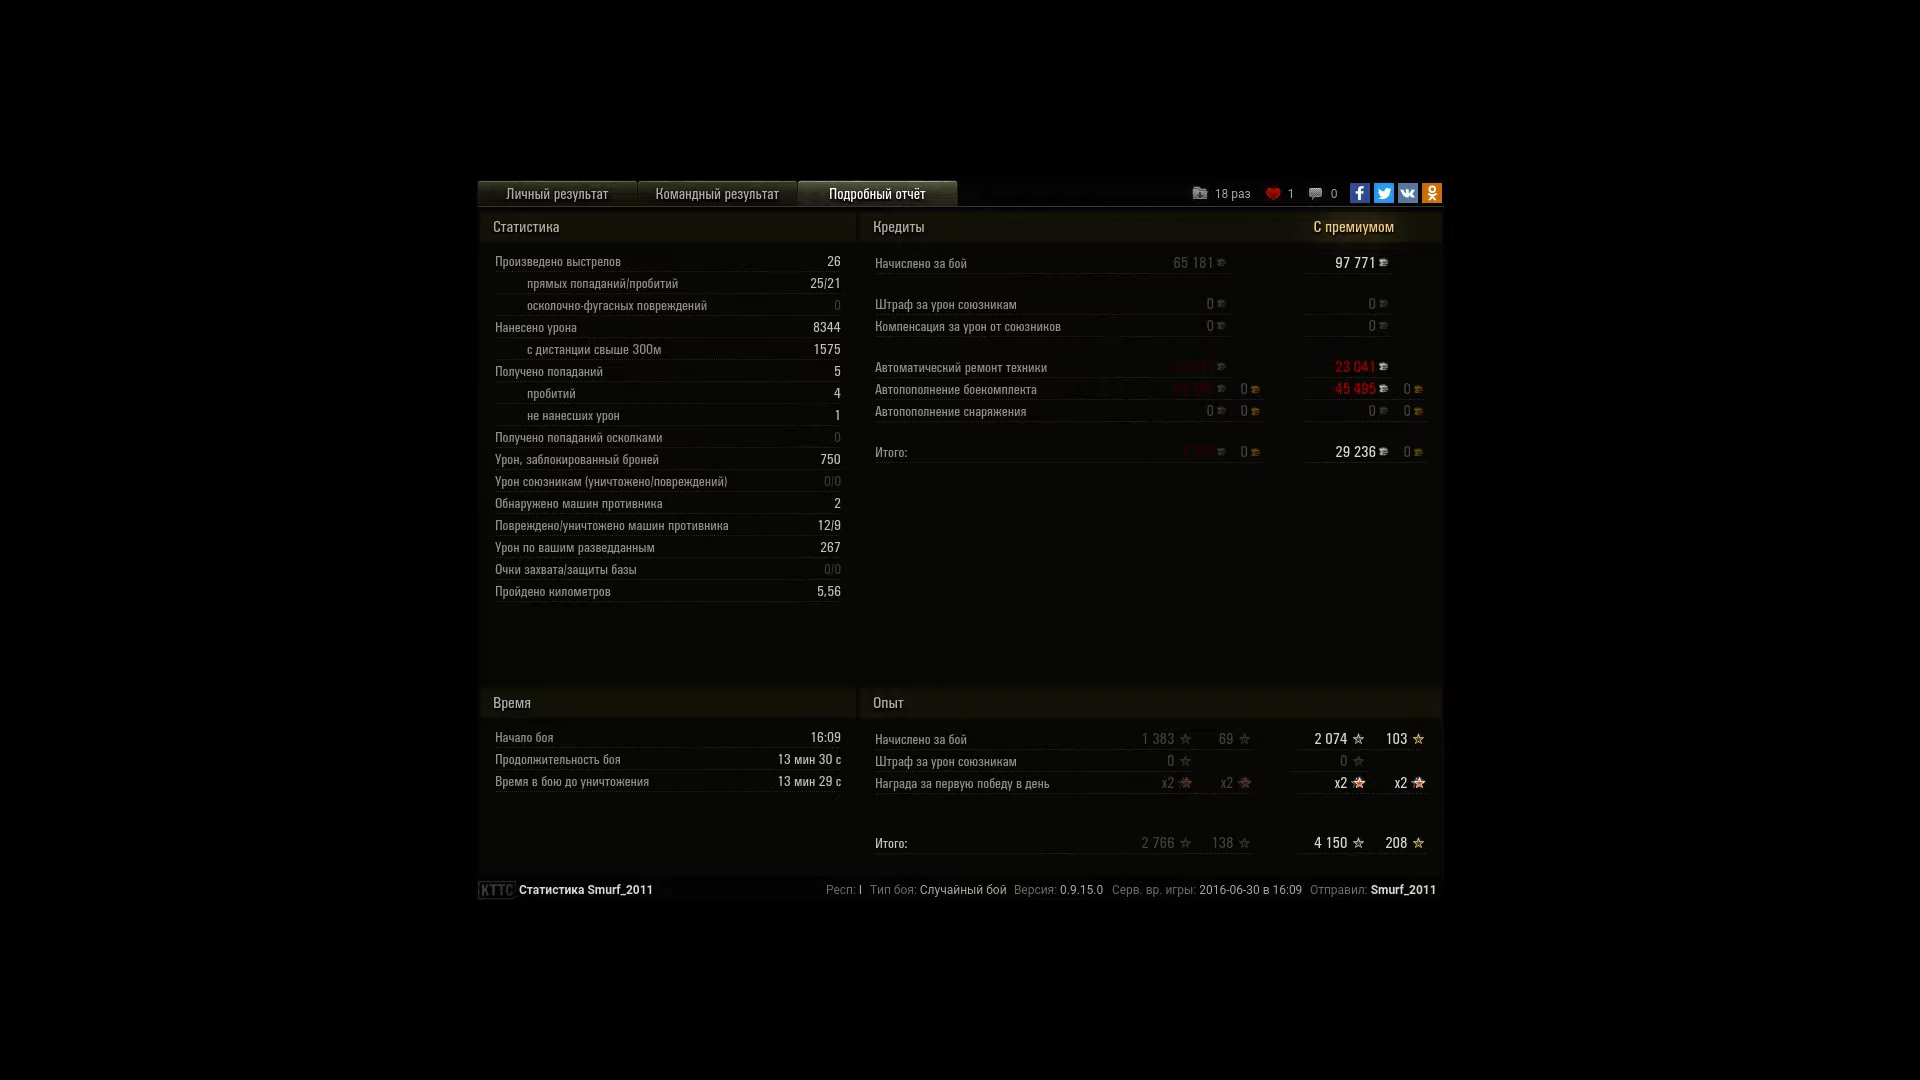 Личный результат Командный результат Подробный отчёт 18 раз 1 0
Статистика
Произведено выстрелов 26
прямых попаданий/пробитий 25/21
осколочно-фугасных повреждений 0
Нанесено урона 8344
с дистанции свыше 300м 1575
Получено попаданий 5
пробитий 4
не нанесших урон 1
Получено попаданий осколками 0
Урон, заблокированный броней 750
Урон союзникам (уничтожено/повреждений) 0/0
Обнаружено машин противника 2
Повреждено/уничтожено машин противника 12/9
Урон по вашим разведданным 267
Очки захвата/защиты базы 0/0
Пройдено километров 5,56
Кредиты С премиумом
Начислено за бой 65 181 97 771
Штраф за урон союзникам 0 0
Компенсация за урон от союзников 0 0
Автоматический ремонт техники 23 041
Автопополнение боекомплекта 0 45 495 0
Автопополнение снаряжения 0 0 0 0
Итого: 0 29 236 0
Время
Начало боя 16:09
Продолжительность боя 13 мин 30 с
Время в бою до уничтожения 13 мин 29 с
Опыт
Начислено за бой 1 383 69 2 074 103
Штраф за урон союзникам 0 0
Награда за первую победу в день x2 x2 x2 x2
Итого: 2 766 138 4 150 208
КТТС Статистика Smurf_2011 Респ: I Тип боя: Случайный бой Версия: 0.9.15.0 Серв. вр. игры: 2016-06-30 в 16:09 Отправил: Smurf_2011